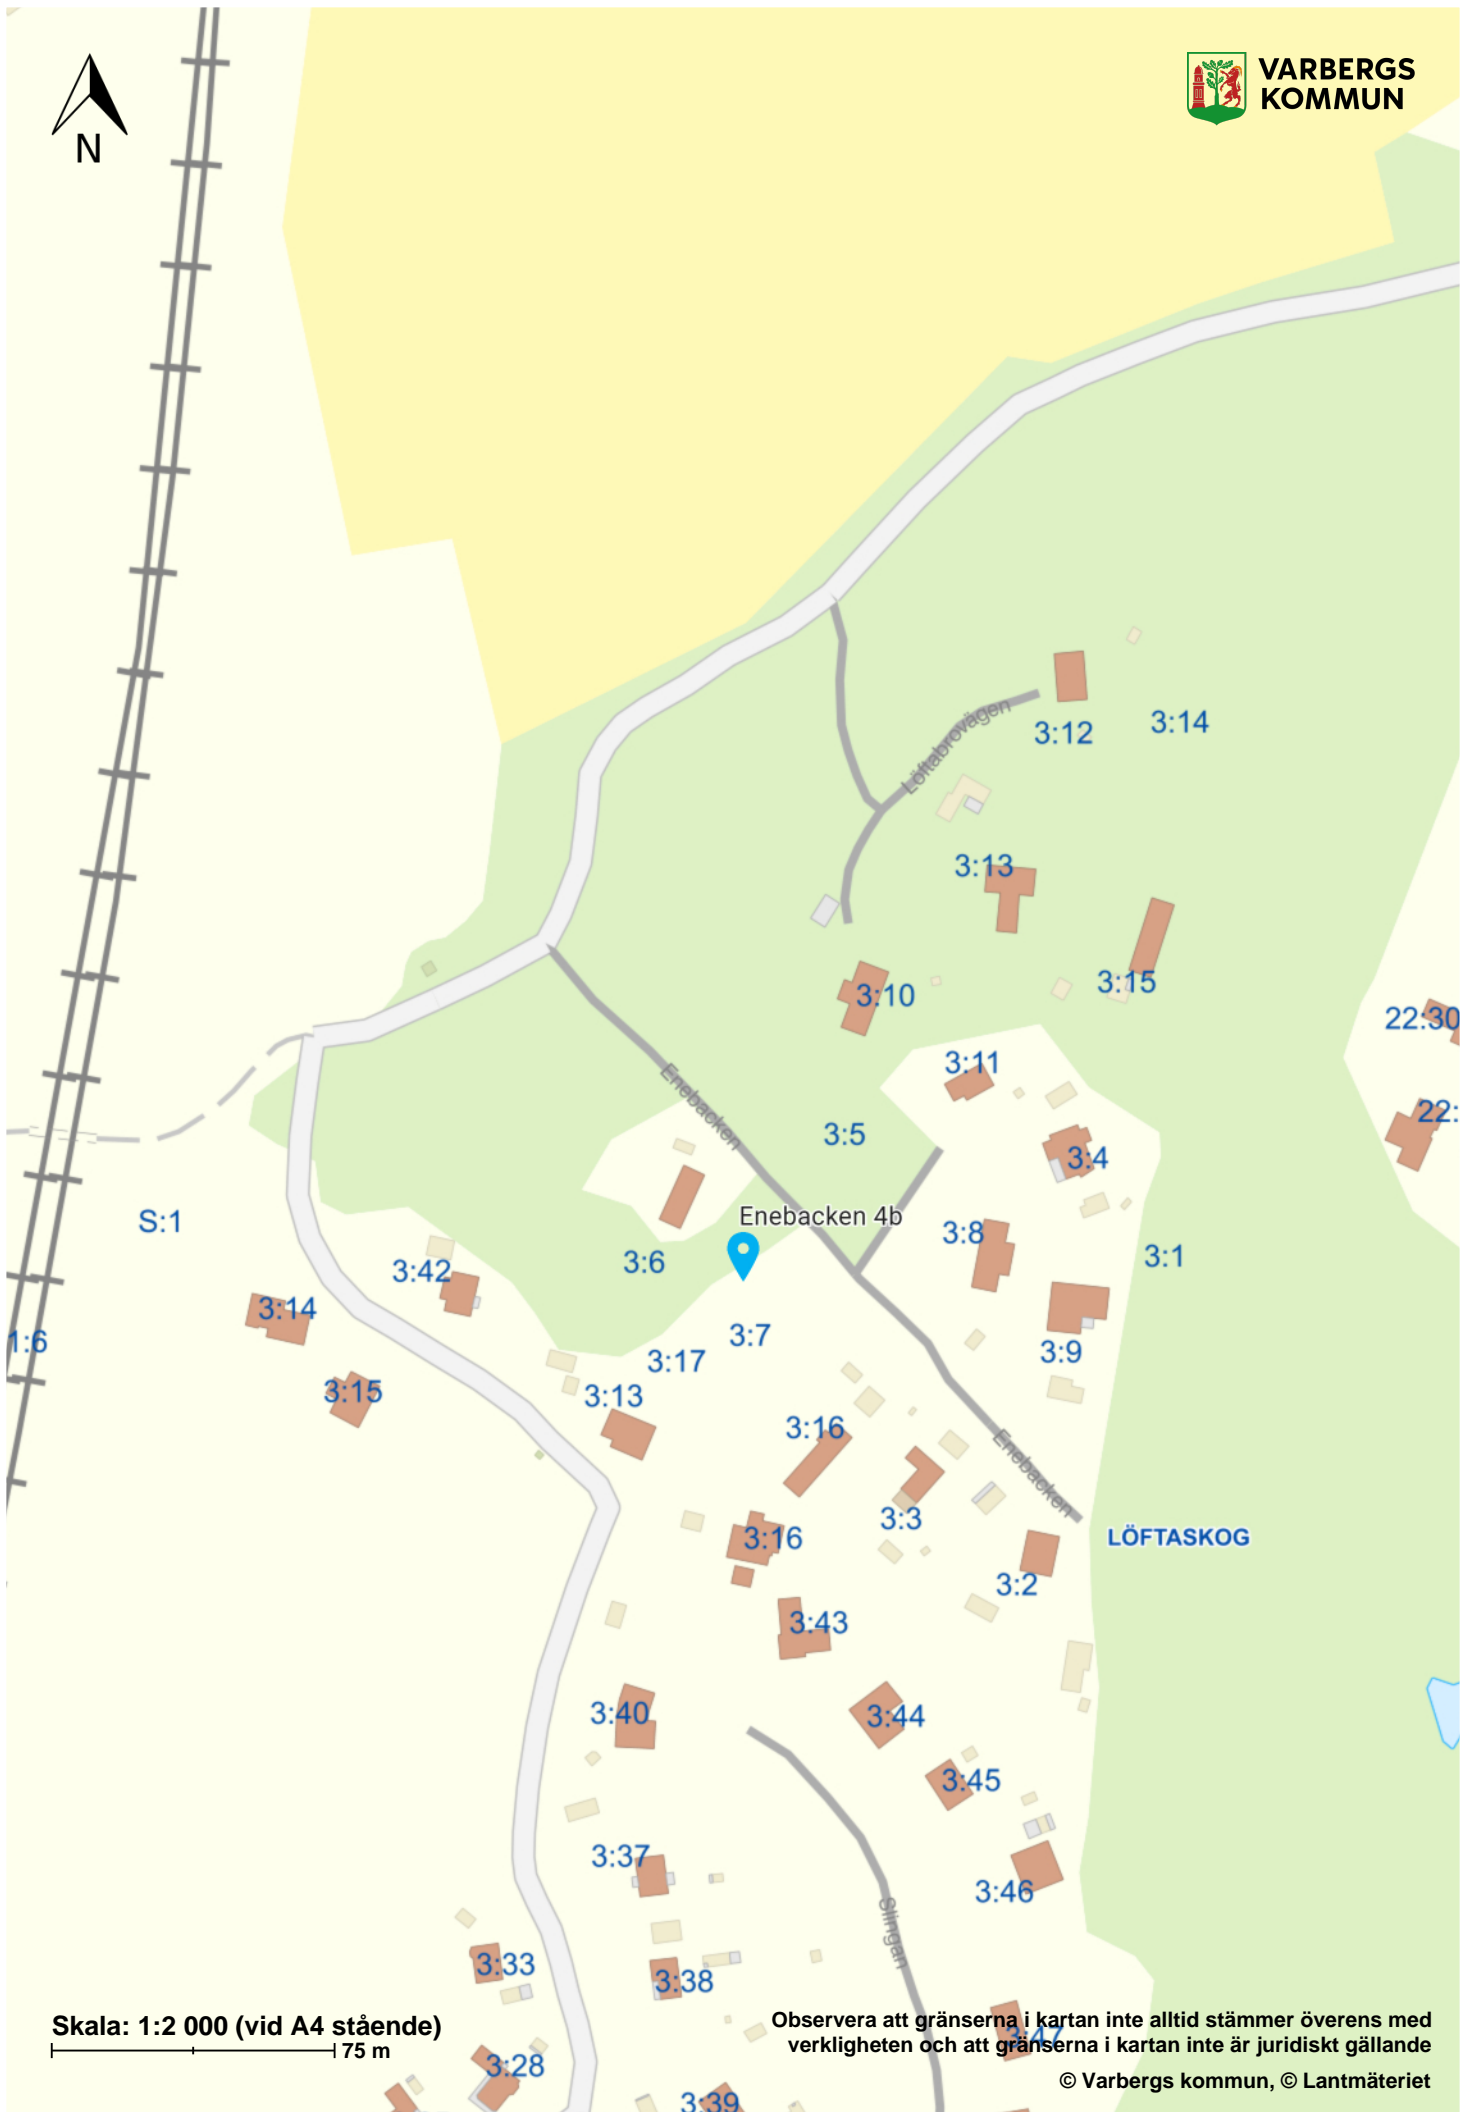 N
VARBERGS
KOMMUN
3:14
3:12
Löftabrovägen
3:13
3:15
3:10
22:30
3:11
Enebacken
22:
3:5
3:4
Enebacken 4b
S:1
3:8
3:1
3:6
3:42
3:14
1:6
3:7
3:9
3:17
3:15
3:13
3:16
Enebacken
3:3
LÖFTASKOG
3:16
3:2
3:43
3:40
3:44
3:45
3:37
3:46
Slingan
3:33
3:38
3:47
3:28
3:39
Skala: 1:2 000 (vid A4 stående)
75 m
Observera att gränserna i kartan inte alltid stämmer överens med
verkligheten och att gränserna i kartan inte är juridiskt gällande
© Varbergs kommun, © Lantmäteriet